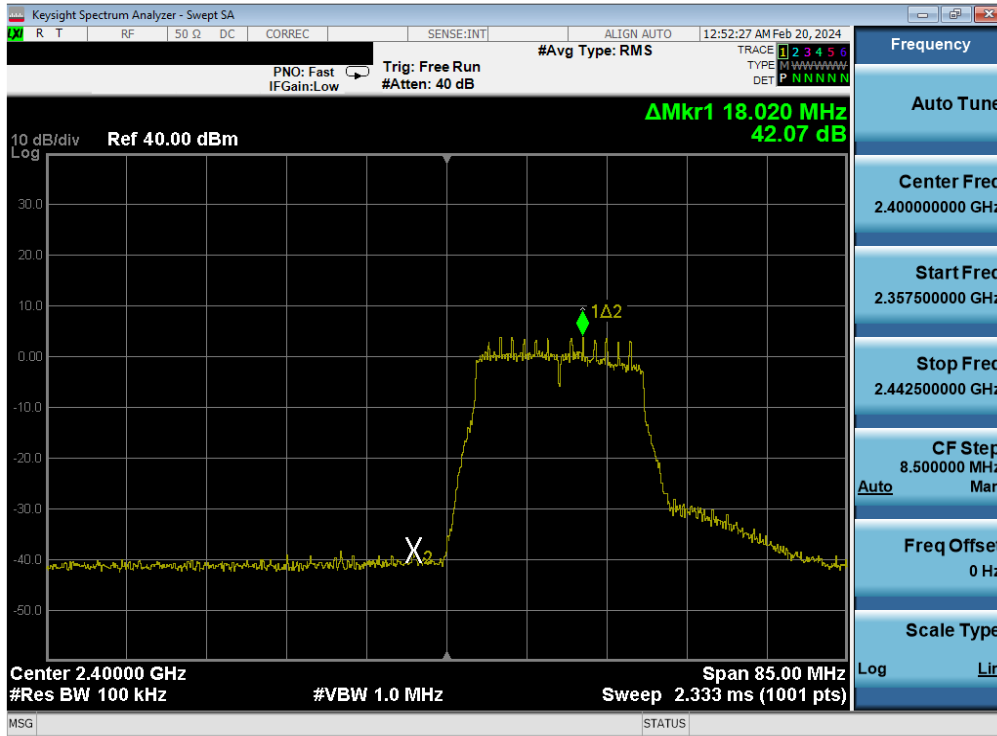 Keysight Spectrum Analyzer - Swept SA
LXI R T RF 50 Ω DC CORREC SENSE:INT ALIGN AUTO 12:52:27 AM Feb 20, 2024
#Avg Type: RMS
TRACE 1 2 3 4 5 6
TYPE M WWWWW
DET P N N N N N
PNO: Fast
IFGain:Low
Trig: Free Run
#Atten: 40 dB
ΔMkr1 18.020 MHz
42.07 dB
10 dB/div
Log
Ref 40.00 dBm
30.0
20.0
10.0
0.00
-10.0
-20.0
-30.0
-40.0
-50.0
1Δ2
X2
Center 2.40000 GHz
#Res BW 100 kHz
#VBW 1.0 MHz
Span 85.00 MHz
Sweep 2.333 ms (1001 pts)
MSG
STATUS
Frequency
Auto Tune
Center Freq
2.400000000 GHz
Start Freq
2.357500000 GHz
Stop Freq
2.442500000 GHz
CF Step
8.500000 MHz
Auto Man
Freq Offset
0 Hz
Scale Type
Log Lin